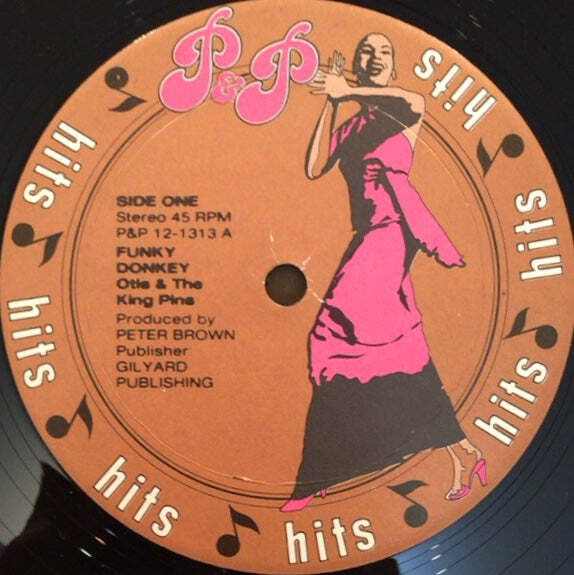 P&P
SIDE ONE
Stereo 45 RPM
P&P 12-1313 A
FUNKY
DONKEY
Otis & The
King Pins
Produced by
PETER BROWN
Publisher:
GILYARD
PUBLISHING
hits
hits
hits
hits
hits
hits
hits